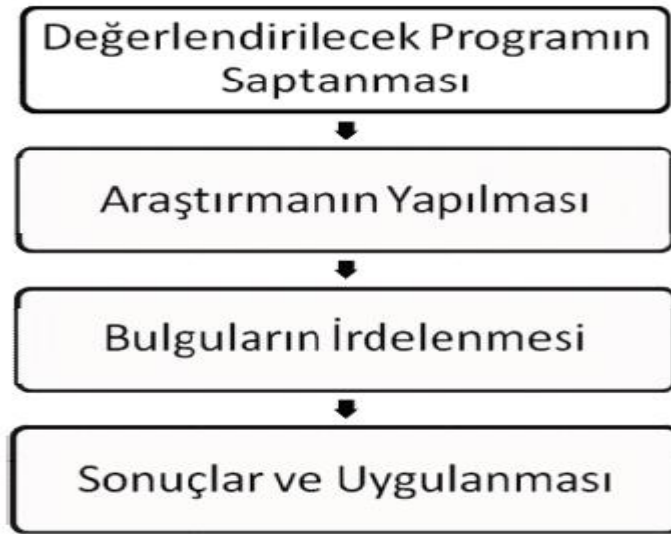 Değerlendirilecek Programın
Saptanması
Araştırmanın Yapılması
Bulguların İrdelenmesi
Sonuçlar ve Uygulanması